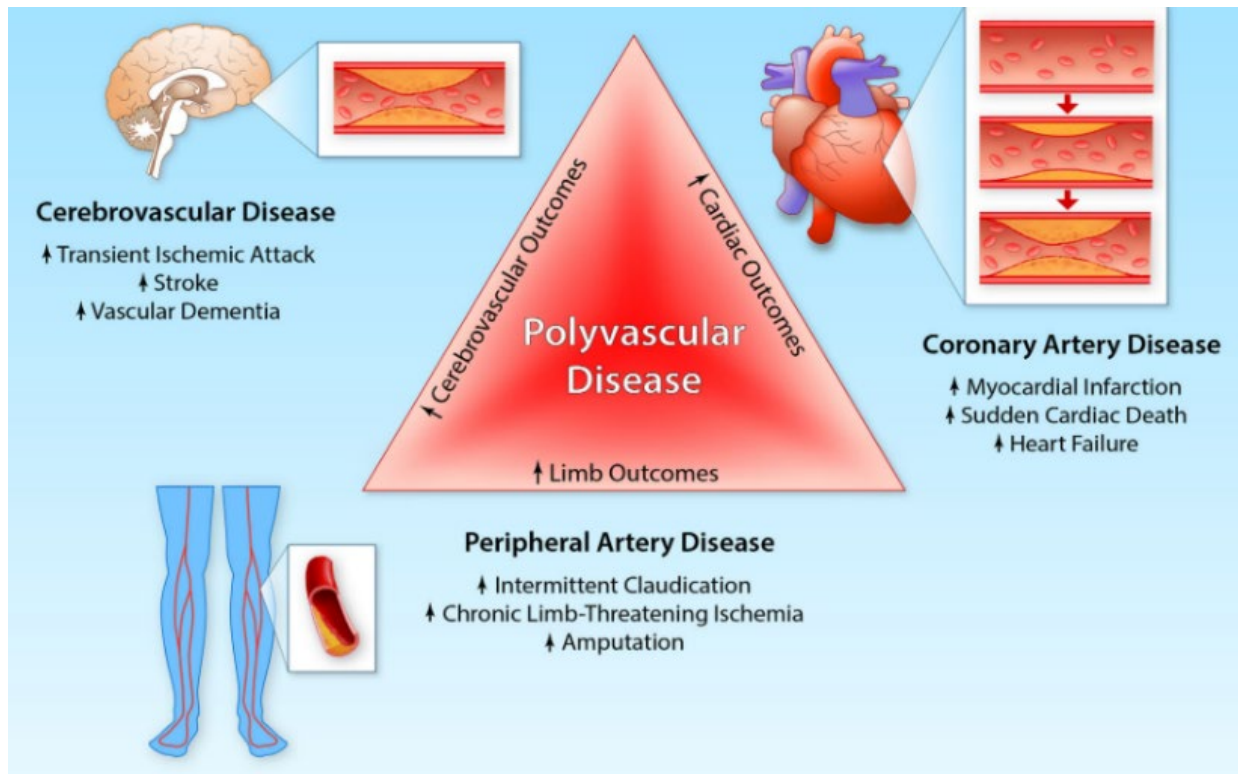 Cerebrovascular Disease
↑ Transient Ischemic Attack
↑ Stroke
↑ Vascular Dementia
↑ Cerebrovascular Outcomes
↑ Cardiac Outcomes
Polyvascular
Disease
↑ Limb Outcomes
Coronary Artery Disease
↑ Myocardial Infarction
↑ Sudden Cardiac Death
↑ Heart Failure
Peripheral Artery Disease
↑ Intermittent Claudication
↑ Chronic Limb-Threatening Ischemia
↑ Amputation